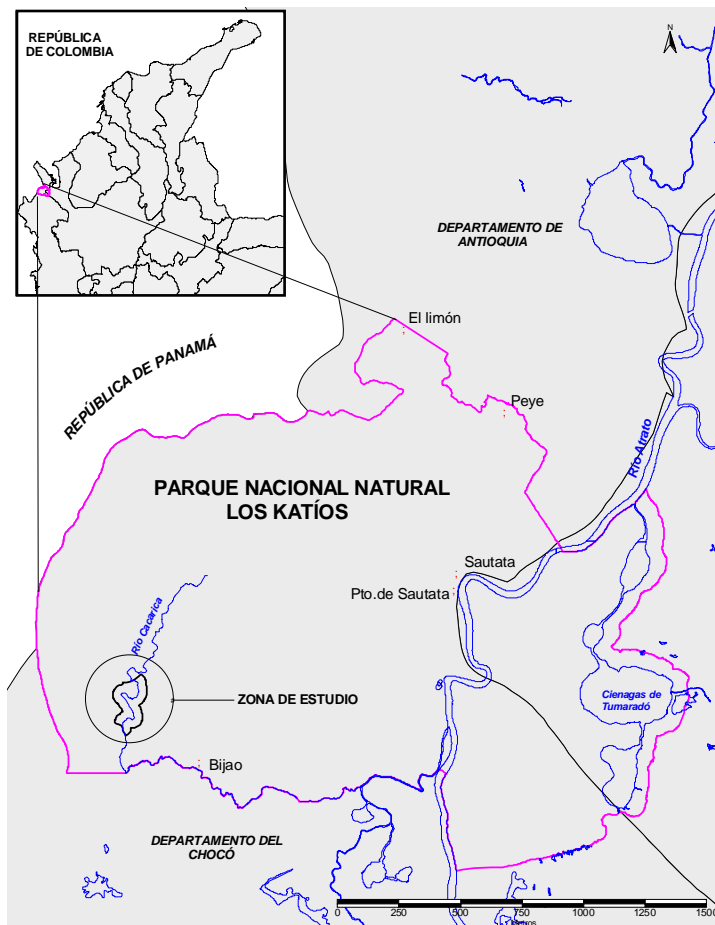 REPÚBLICA
DE COLOMBIA
N
DEPARTAMENTO DE
ANTIOQUIA
El limón
REPÚBLICA DE PANAMÁ
Peye
Río Atrato
PARQUE NACIONAL NATURAL
LOS KATÍOS
Sautata
Pto.de Sautata
Río Cacarica
ZONA DE ESTUDIO
Cienagas de
Tumaradó
Bijao
DEPARTAMENTO DEL
CHOCÓ
0 250 500 750 1000 1250 1500
Metros